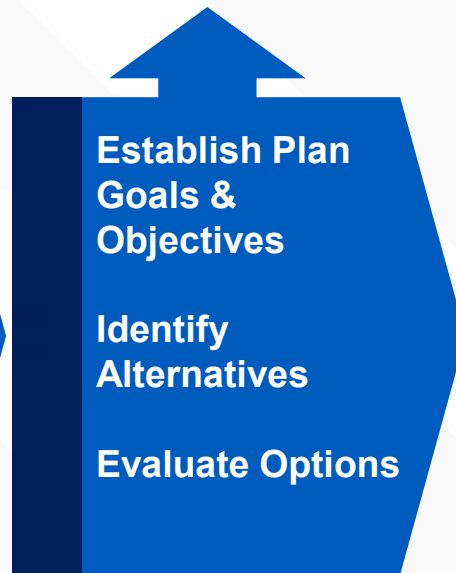 Establish Plan
Goals &
Objectives
Identify
Alternatives
Evaluate Options